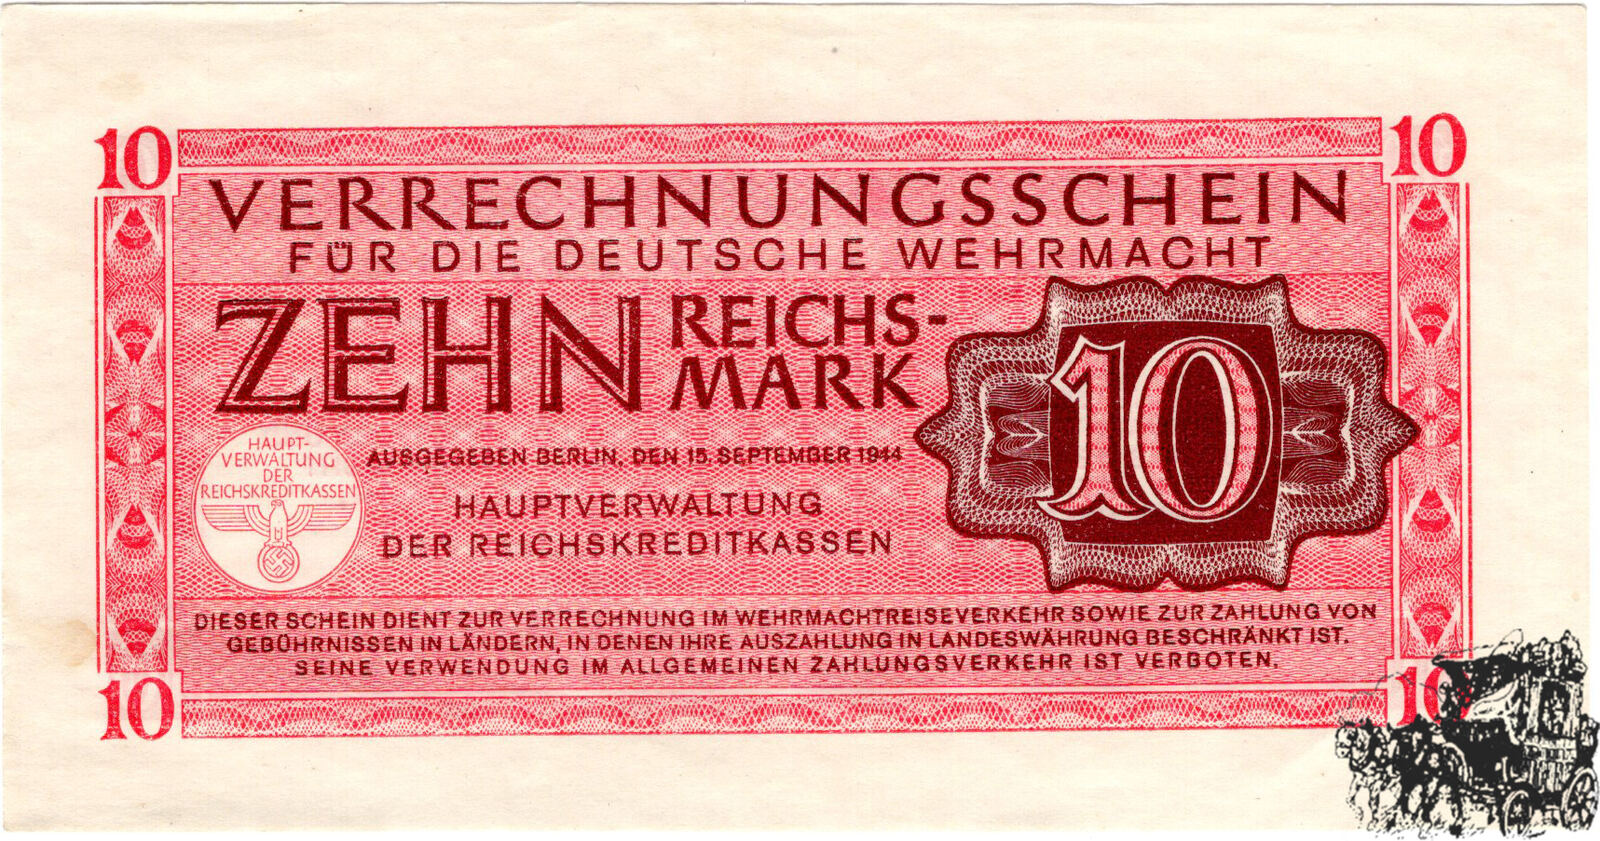 10
10
VERRECHNUNGSSCHEIN
FÜR DIE DEUTSCHE WEHRMACHT
ZEHN REICHS-
MARK
10
HAUPT-
VERWALTUNG
DER
REICHSKREDITKASSEN
AUSGEGEBEN BERLIN, DEN 15. SEPTEMBER 1944
HAUPTVERWALTUNG
DER REICHSKREDITKASSEN
DIESER SCHEIN DIENT ZUR VERRECHNUNG IM WEHRMACHTREISEVERKEHR SOWIE ZUR ZAHLUNG VON
GEBÜHRNISSEN IN LÄNDERN, IN DENEN IHRE AUSZAHLUNG IN LANDESWÄHRUNG BESCHRÄNKT IST.
SEINE VERWENDUNG IM ALLGEMEINEN ZAHLUNGSVERKEHR IST VERBOTEN.
10
10